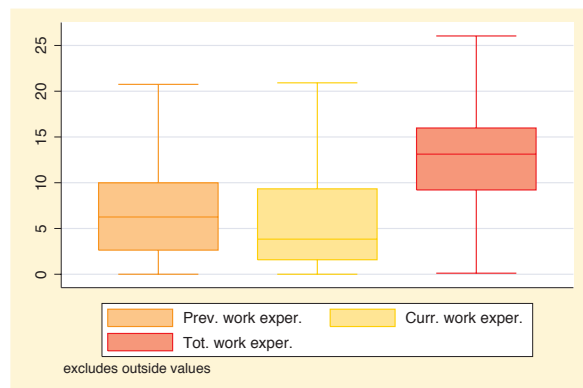 25
20
15
10
5
0
Prev. work exper. Curr. work exper.
Tot. work exper.
excludes outside values